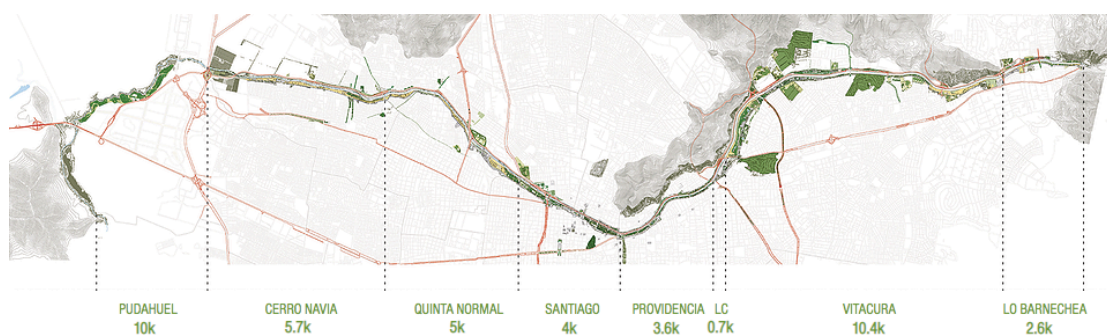 PUDAHUEL CERRO NAVIA QUINTA NORMAL SANTIAGO PROVIDENCIA LC VITACURA LO BARNECHEA
10k 5.7k 5k 4k 3.6k 0.7k 10.4k 2.6k